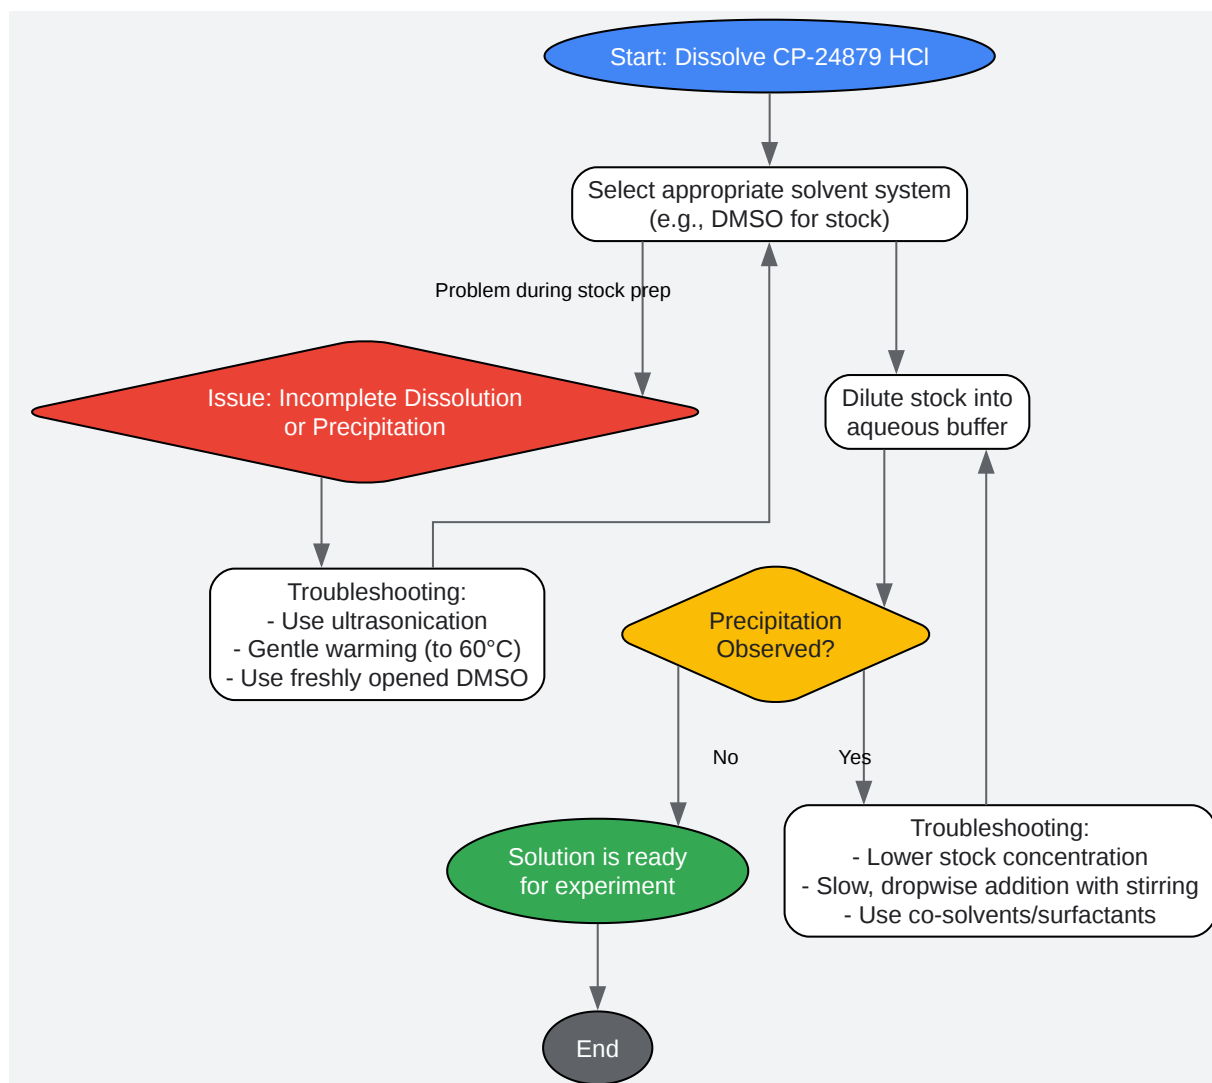 Start: Dissolve CP-24879 HCl
Select appropriate solvent system
(e.g., DMSO for stock)
Problem during stock prep
Issue: Incomplete Dissolution
or Precipitation
Dilute stock into
aqueous buffer
Troubleshooting:
- Use ultrasonication
- Gentle warming (to 60°C)
- Use freshly opened DMSO
Precipitation
Observed?
No
Yes
Solution is ready
for experiment
Troubleshooting:
- Lower stock concentration
- Slow, dropwise addition with stirring
- Use co-solvents/surfactants
End